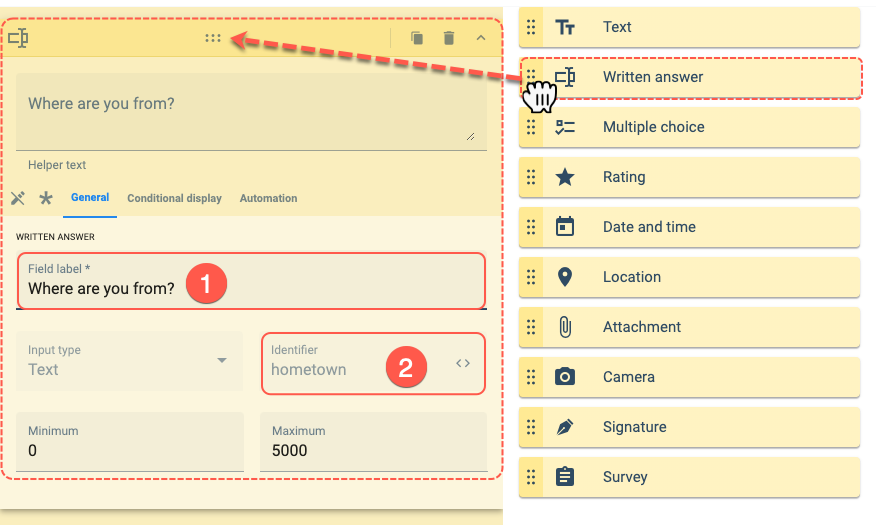 Where are you from?
Helper text
General Conditional display Automation
WRITTEN ANSWER
Field label *
Where are you from?
1
Input type
Text
Identifier
hometown
2
Minimum
0
Maximum
5000
Text
Written answer
Multiple choice
Rating
Date and time
Location
Attachment
Camera
Signature
Survey